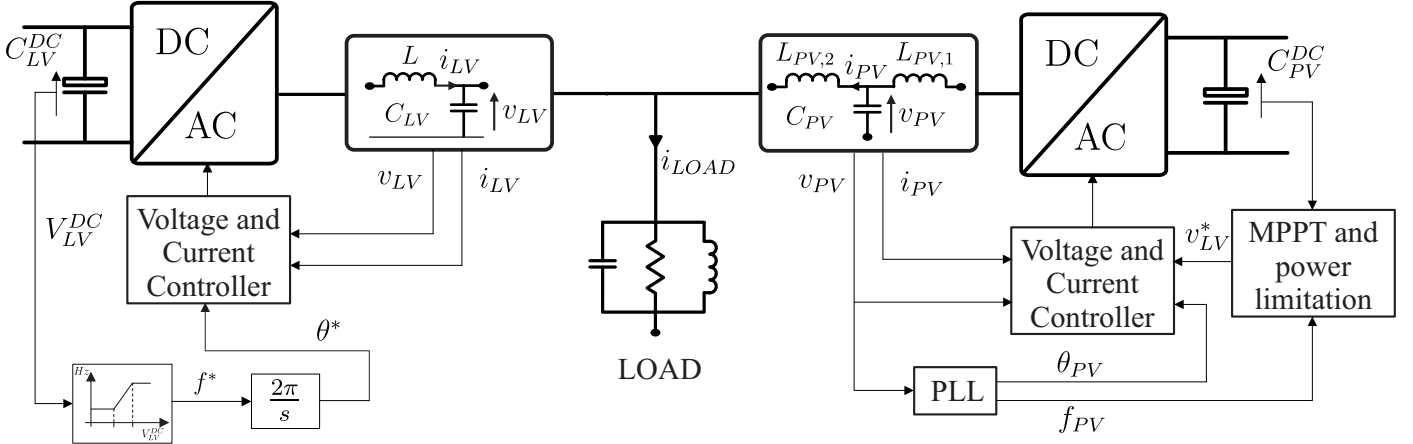 C_{LV}^{DC}
DC
AC
L
i_{LV}
C_{LV}
v_{LV}
v_{LV}
i_{LV}
V_{LV}^{DC}
Voltage and
Current
Controller
θ*
Hz
V_{LV}^{DC}
f*
2π
s
i_{LOAD}
LOAD
L_{PV,2}
i_{PV}
L_{PV,1}
C_{PV}
v_{PV}
v_{PV}
i_{PV}
DC
AC
C_{PV}^{DC}
Voltage and
Current
Controller
v_{LV}^*
MPPT and
power
limitation
PLL
θ_{PV}
f_{PV}